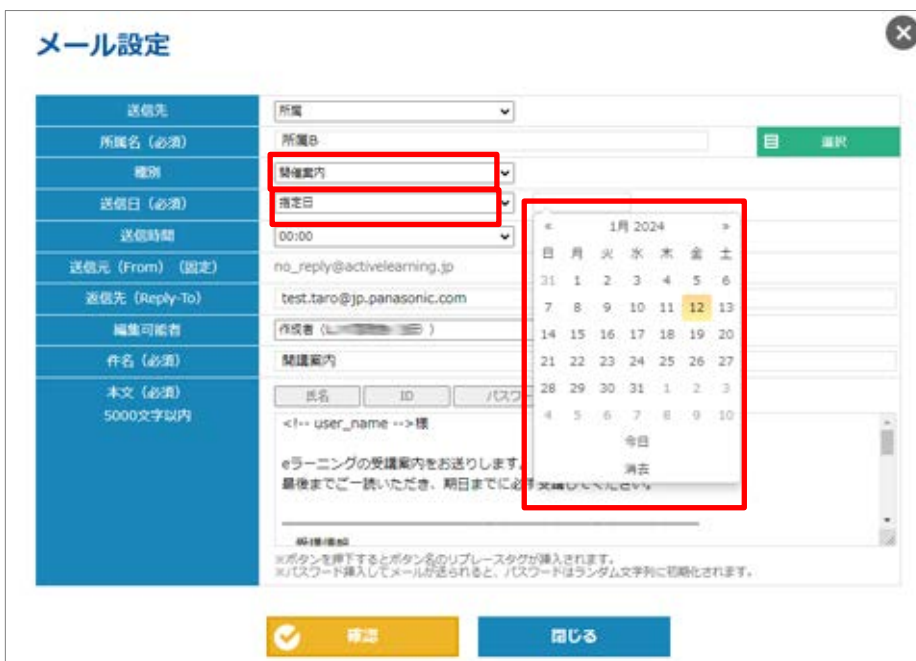 メール設定
送信先 所属
所属名（必須） 所属B 選択
種別 開催案内
送信日（必須） 指定日
送信時間 00:00
送信元（From）（固定） no_reply@activelearning.jp
返信先（Reply-To） test.taro@jp.panasonic.com
編集可能者 作成者（ ）
件名（必須） 開講案内
本文（必須）
5000文字以内
氏名 ID パスワ
<!-- user_name -->様
eラーニングの受講案内をお送りします。
最後までご一読いただき、期日までに必ず受講してください。
受講情報
※ボタンを押下するとボタン名のリプレースタグが挿入されます。
※パスワード挿入してメールが送られると、パスワードはランダム文字列に初期化されます。
« 1月 2024 »
日 月 火 水 木 金 土
31 1 2 3 4 5 6
7 8 9 10 11 12 13
14 15 16 17 18 19 20
21 22 23 24 25 26 27
28 29 30 31 1 2 3
4 5 6 7 8 9 10
今日
消去
確認 閉じる